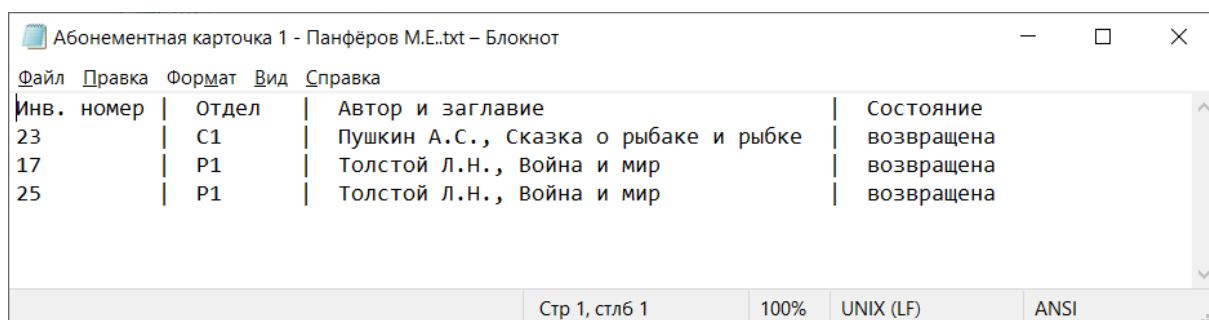 Абонементная карточка 1 - Панфёров М.Е..txt – Блокнот
Файл Правка Формат Вид Справка
Инв. номер | Отдел | Автор и заглавие | Состояние
23 | С1 | Пушкин А.С., Сказка о рыбаке и рыбке | возвращена
17 | Р1 | Толстой Л.Н., Война и мир | возвращена
25 | Р1 | Толстой Л.Н., Война и мир | возвращена
Стр 1, стлб 1 100% UNIX (LF) ANSI